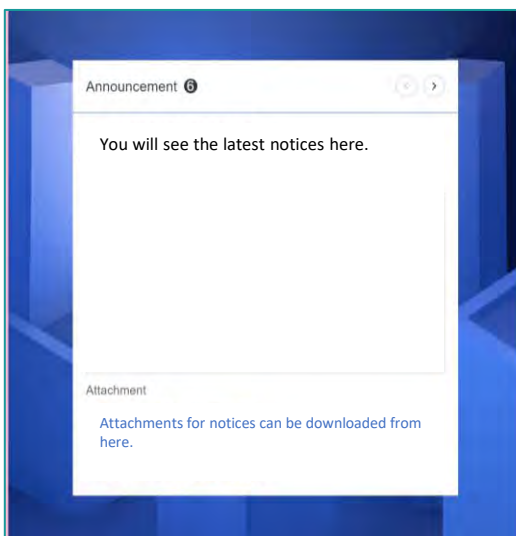 Announcement 6
You will see the latest notices here.
Attachment
Attachments for notices can be downloaded from
here.